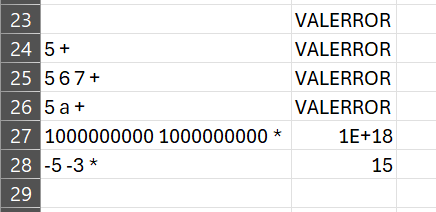 23 VALERROR
24 5 + VALERROR
25 5 6 7 + VALERROR
26 5 a + VALERROR
27 1000000000 1000000000 * 1E+18
28 -5 -3 * 15
29